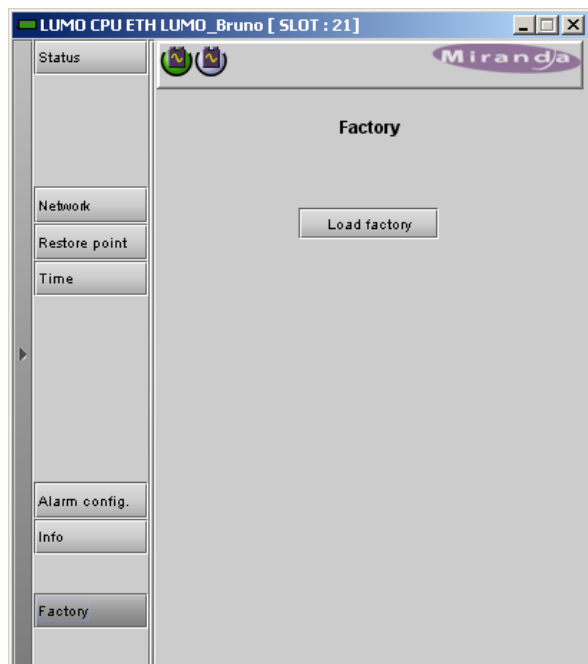 LUMO CPU ETH LUMO_Bruno [ SLOT : 21]
Status
Miranda
Factory
Network
Load factory
Restore point
Time
Alarm config.
Info
Factory